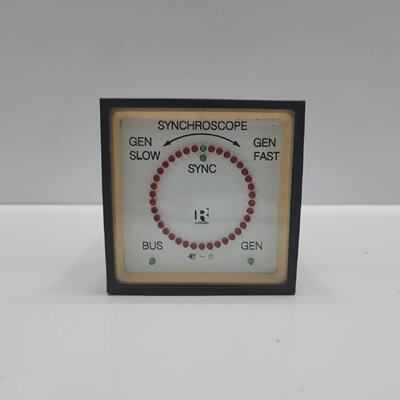 SYNCHROSCOPE
GEN SLOW
GEN FAST
SYNC
BUS
GEN